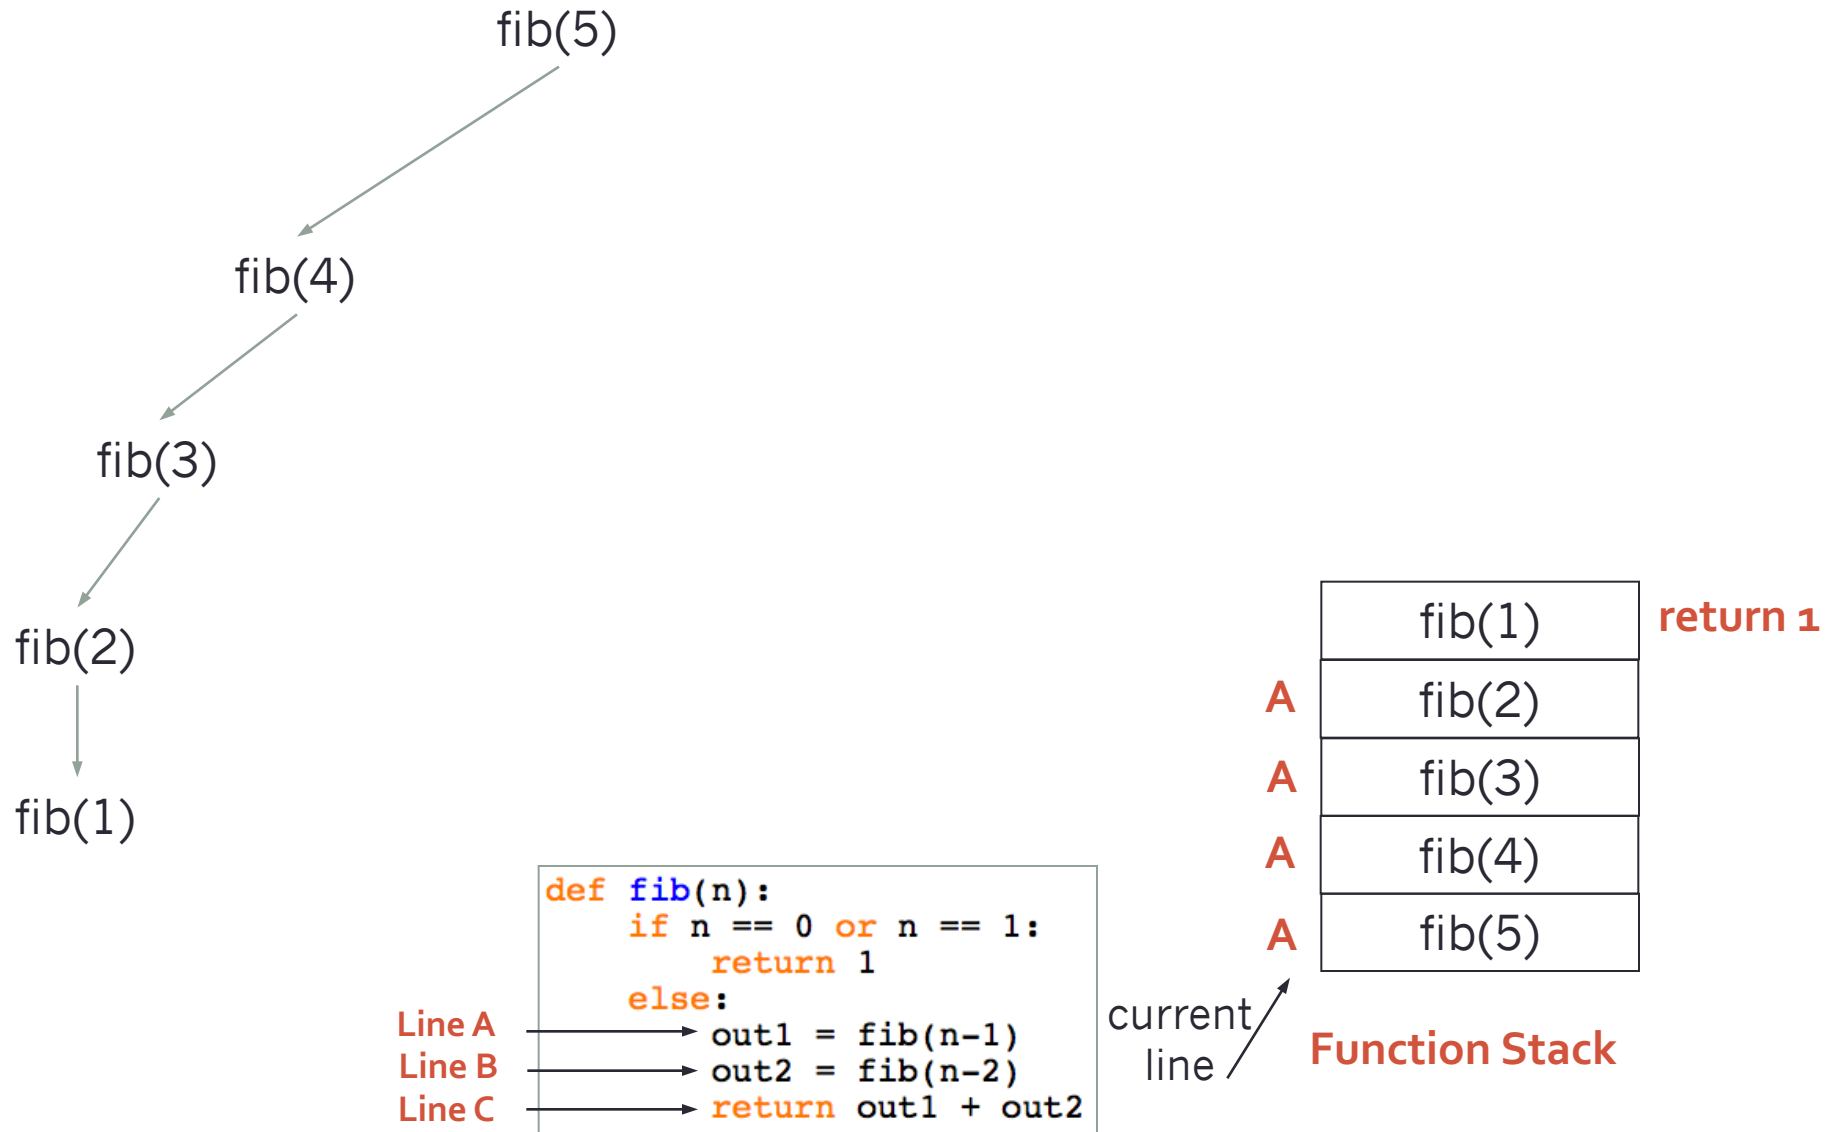 fib(5)
fib(4)
fib(3)
fib(2)
fib(1)
def fib(n):
    if n == 0 or n == 1:
        return 1
    else:
Line A
        out1 = fib(n-1)
Line B
        out2 = fib(n-2)
Line C
        return out1 + out2
fib(1) return 1
A fib(2)
A fib(3)
A fib(4)
A fib(5)
current
line
Function Stack